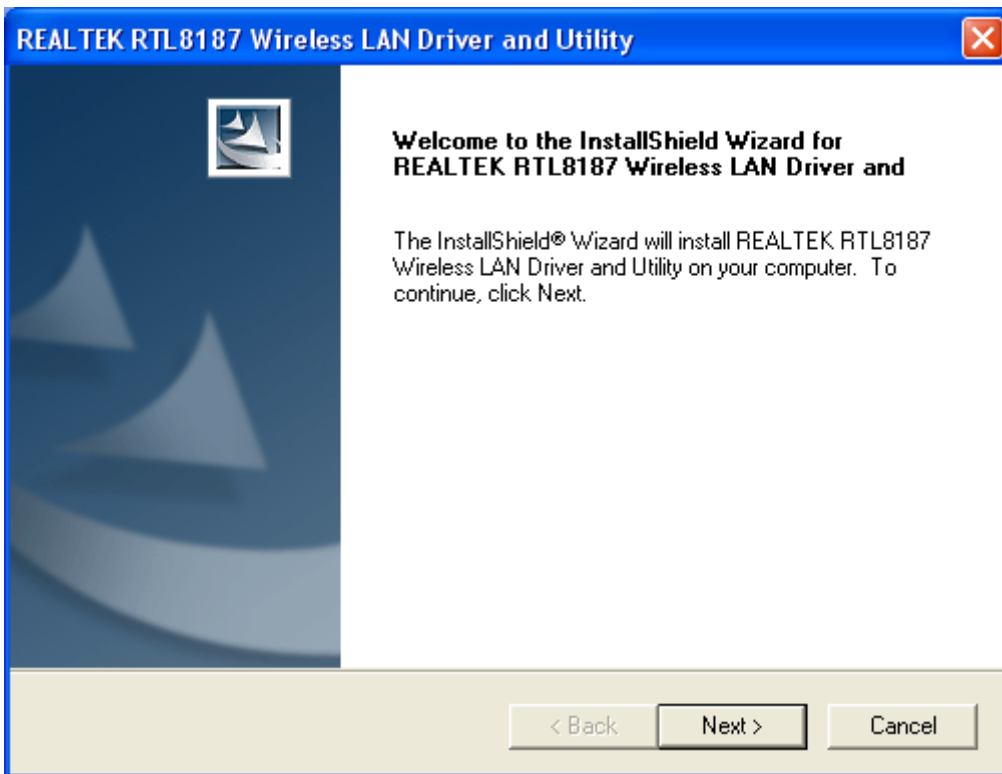 REALTEK RTL8187 Wireless LAN Driver and Utility
Welcome to the InstallShield Wizard for
REALTEK RTL8187 Wireless LAN Driver and
The InstallShield® Wizard will install REALTEK RTL8187
Wireless LAN Driver and Utility on your computer.  To
continue, click Next.
< Back
Next >
Cancel